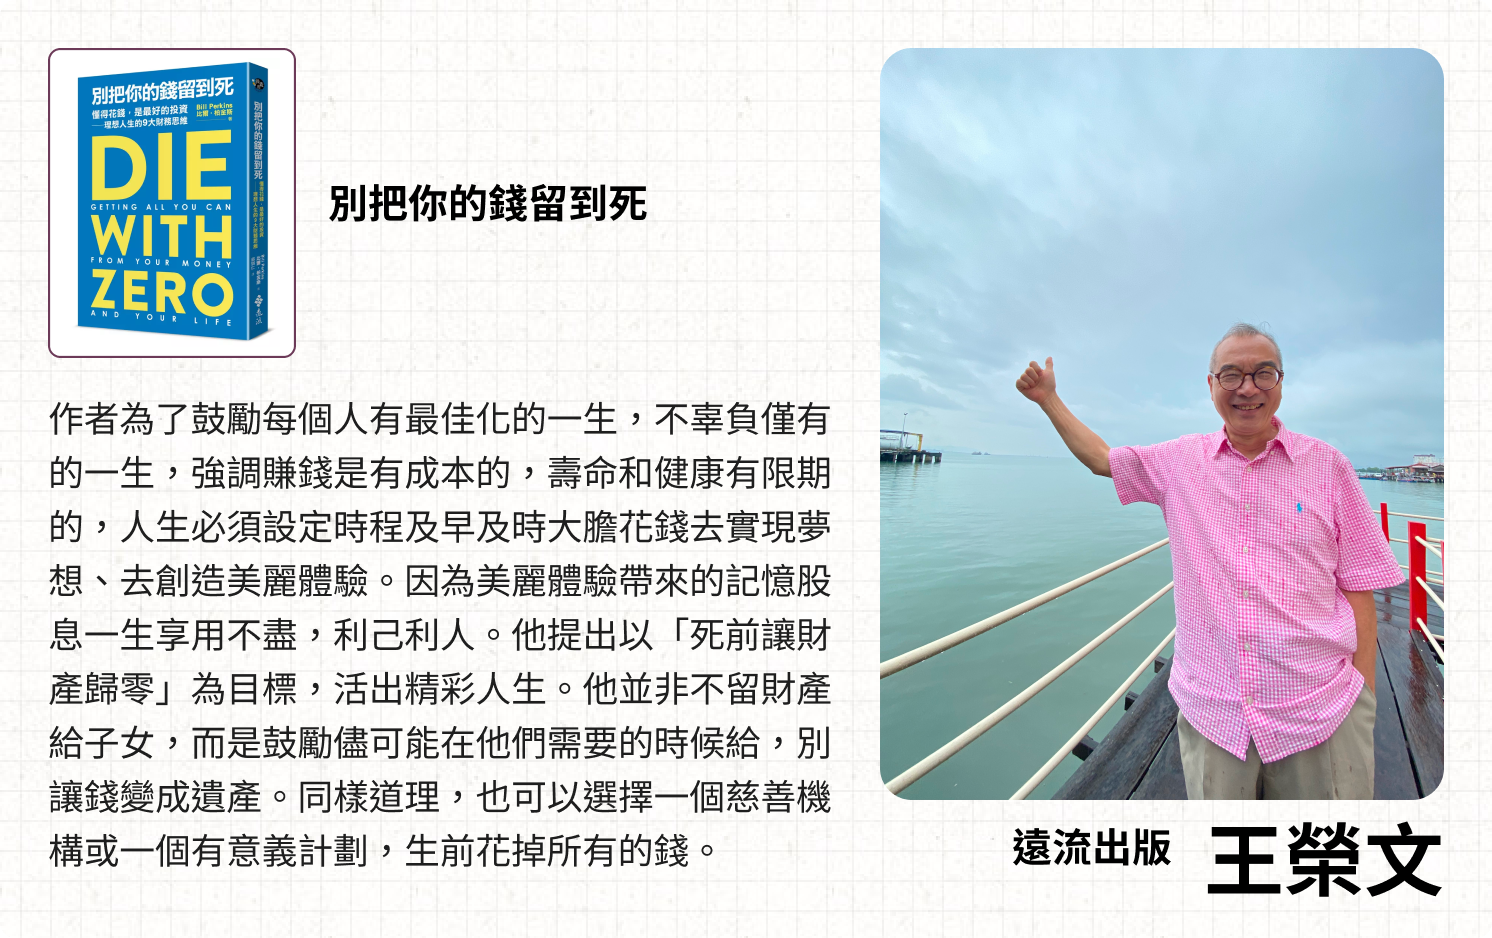 別把你的錢留到死
懂得花錢，是最好的投資
——理想人生的9大財務思維
Bill Perkins
比爾・柏金斯
DIE
GETTING ALL YOU CAN
WITH
FROM YOUR MONEY
ZERO
AND YOUR LIFE
別把你的錢留到死
別把你的錢留到死
作者為了鼓勵每個人有最佳化的一生，不辜負僅有
的一生，強調賺錢是有成本的，壽命和健康有限期
的，人生必須設定時程及早及時大膽花錢去實現夢
想、去創造美麗體驗。因為美麗體驗帶來的記憶股
息一生享用不盡，利己利人。他提出以「死前讓財
產歸零」為目標，活出精彩人生。他並非不留財產
給子女，而是鼓勵儘可能在他們需要的時候給，別
讓錢變成遺產。同樣道理，也可以選擇一個慈善機
構或一個有意義計劃，生前花掉所有的錢。
遠流出版
王榮文